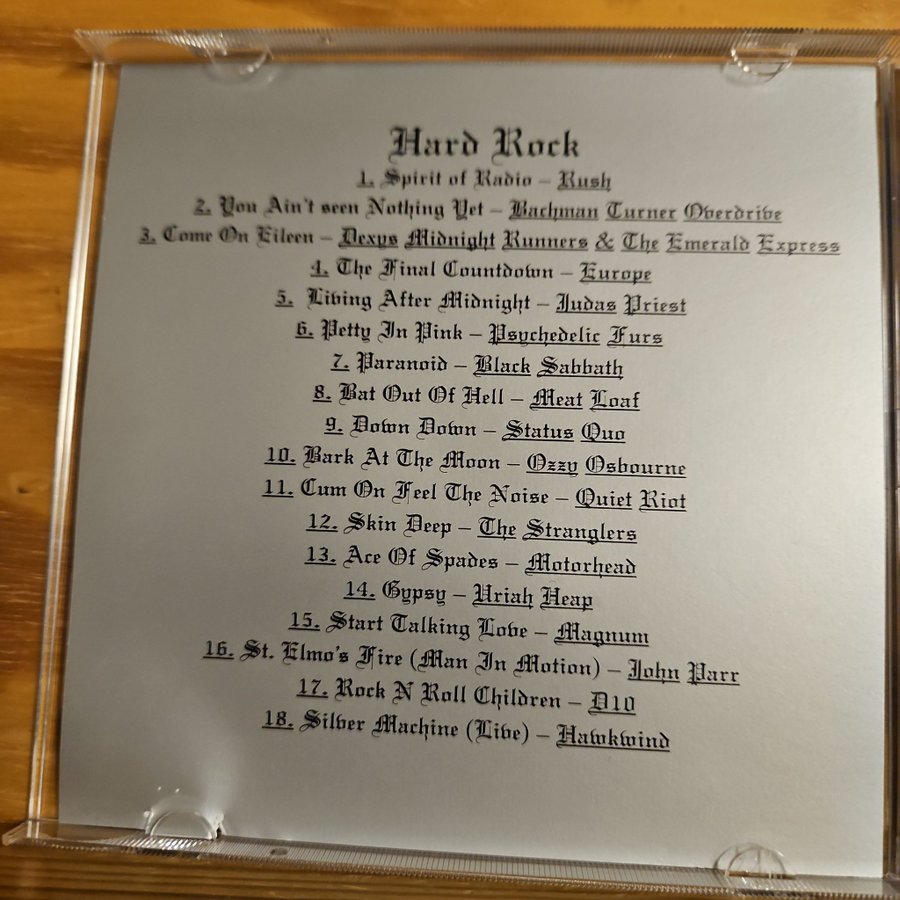 Hard Rock
1. Spirit of Radio – Rush
2. You Ain't seen Nothing Yet – Bachman Turner Overdrive
3. Come On Eileen – Dexys Midnight Runners & The Emerald Express
4. The Final Countdown – Europe
5. Living After Midnight – Judas Priest
6. Petty In Pink – Psychedelic Furs
7. Paranoid – Black Sabbath
8. Bat Out Of Hell – Meat Loaf
9. Down Down – Status Quo
10. Bark At The Moon – Ozzy Osbourne
11. Cum On Feel The Noise – Quiet Riot
12. Skin Deep – The Stranglers
13. Ace Of Spades – Motorhead
14. Gypsy – Uriah Heap
15. Start Talking Love – Magnum
16. St. Elmo's Fire (Man In Motion) – John Parr
17. Rock N Roll Children – D10
18. Silver Machine (Live) – Hawkwind